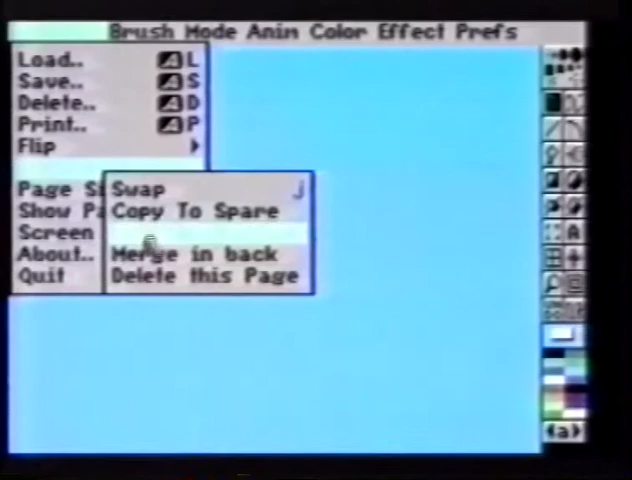 Brush Mode Anim Color Effect Prefs
Load.. A L
Save.. A S
Delete.. A D
Print.. A P
Flip
Page Si
Show Pa
Screen
About..
Quit
Swap j
Copy To Spare
Merge in back
Delete this Page
A
(a)